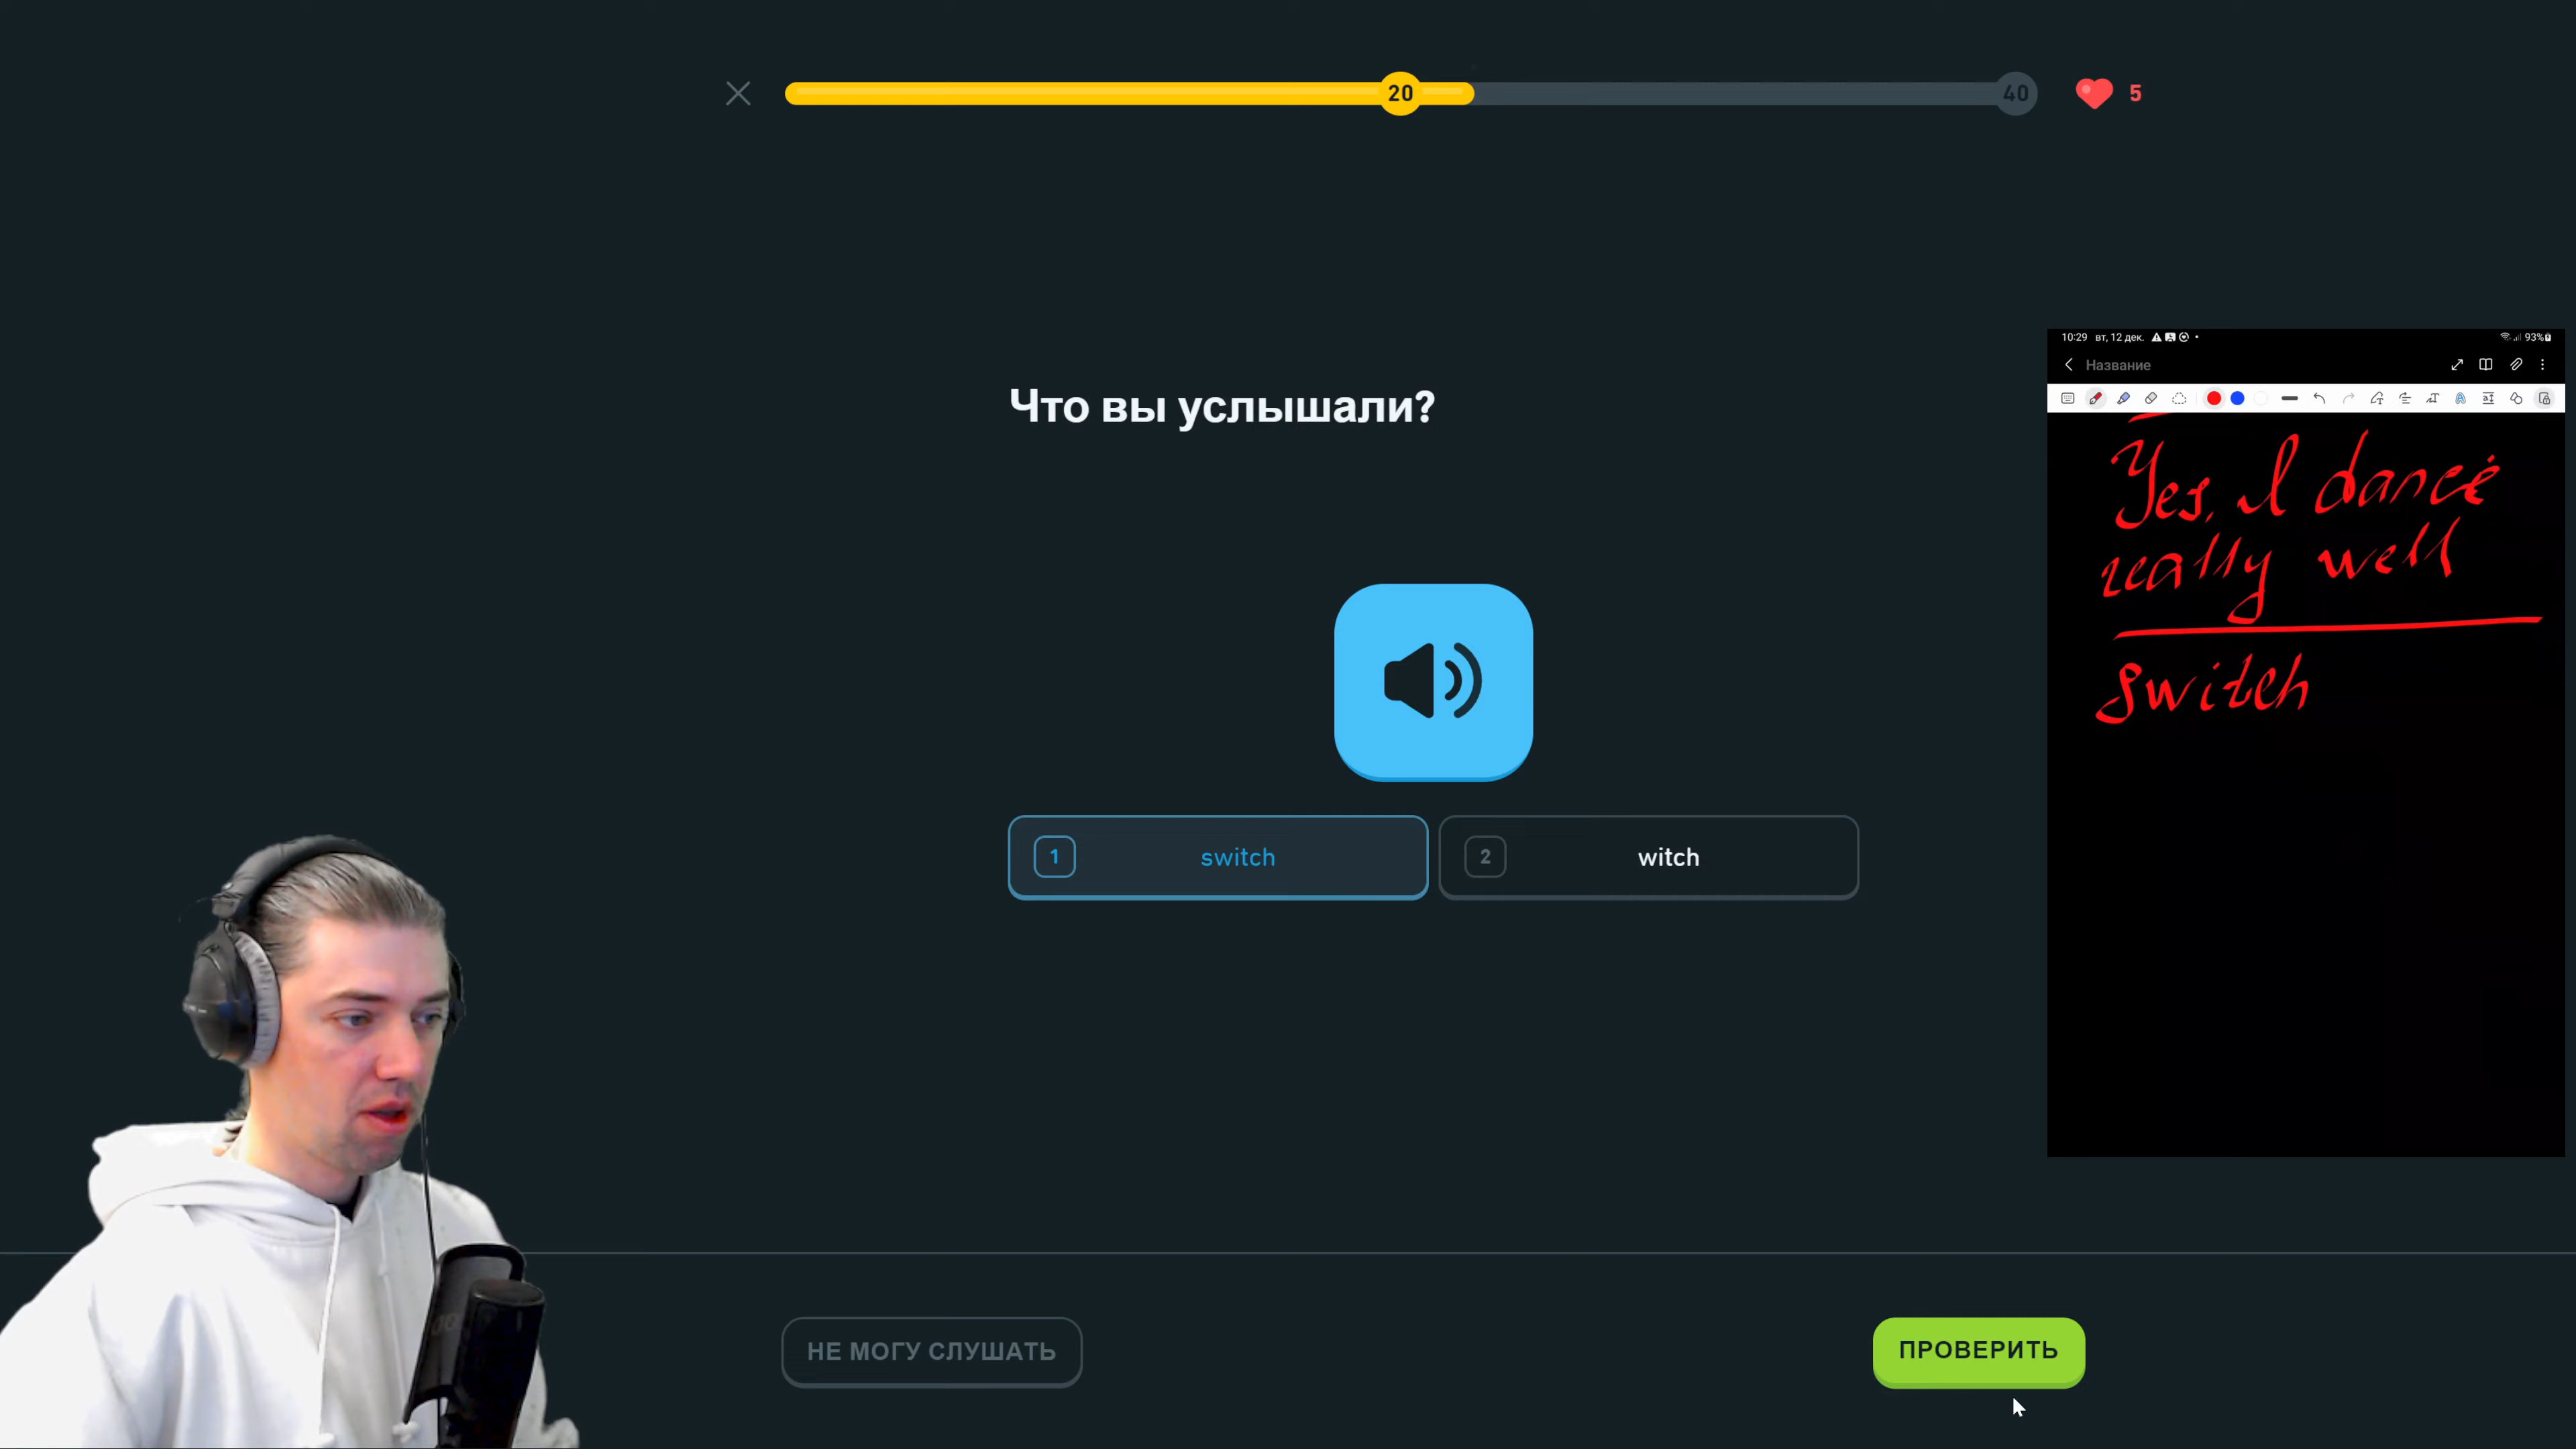 20
40
5
Что вы услышали?
1
switch
2
witch
НЕ МОГУ СЛУШАТЬ
ПРОВЕРИТЬ
10:29 вт, 12 дек.
93%
Название
Yes, I dance
really well
switch